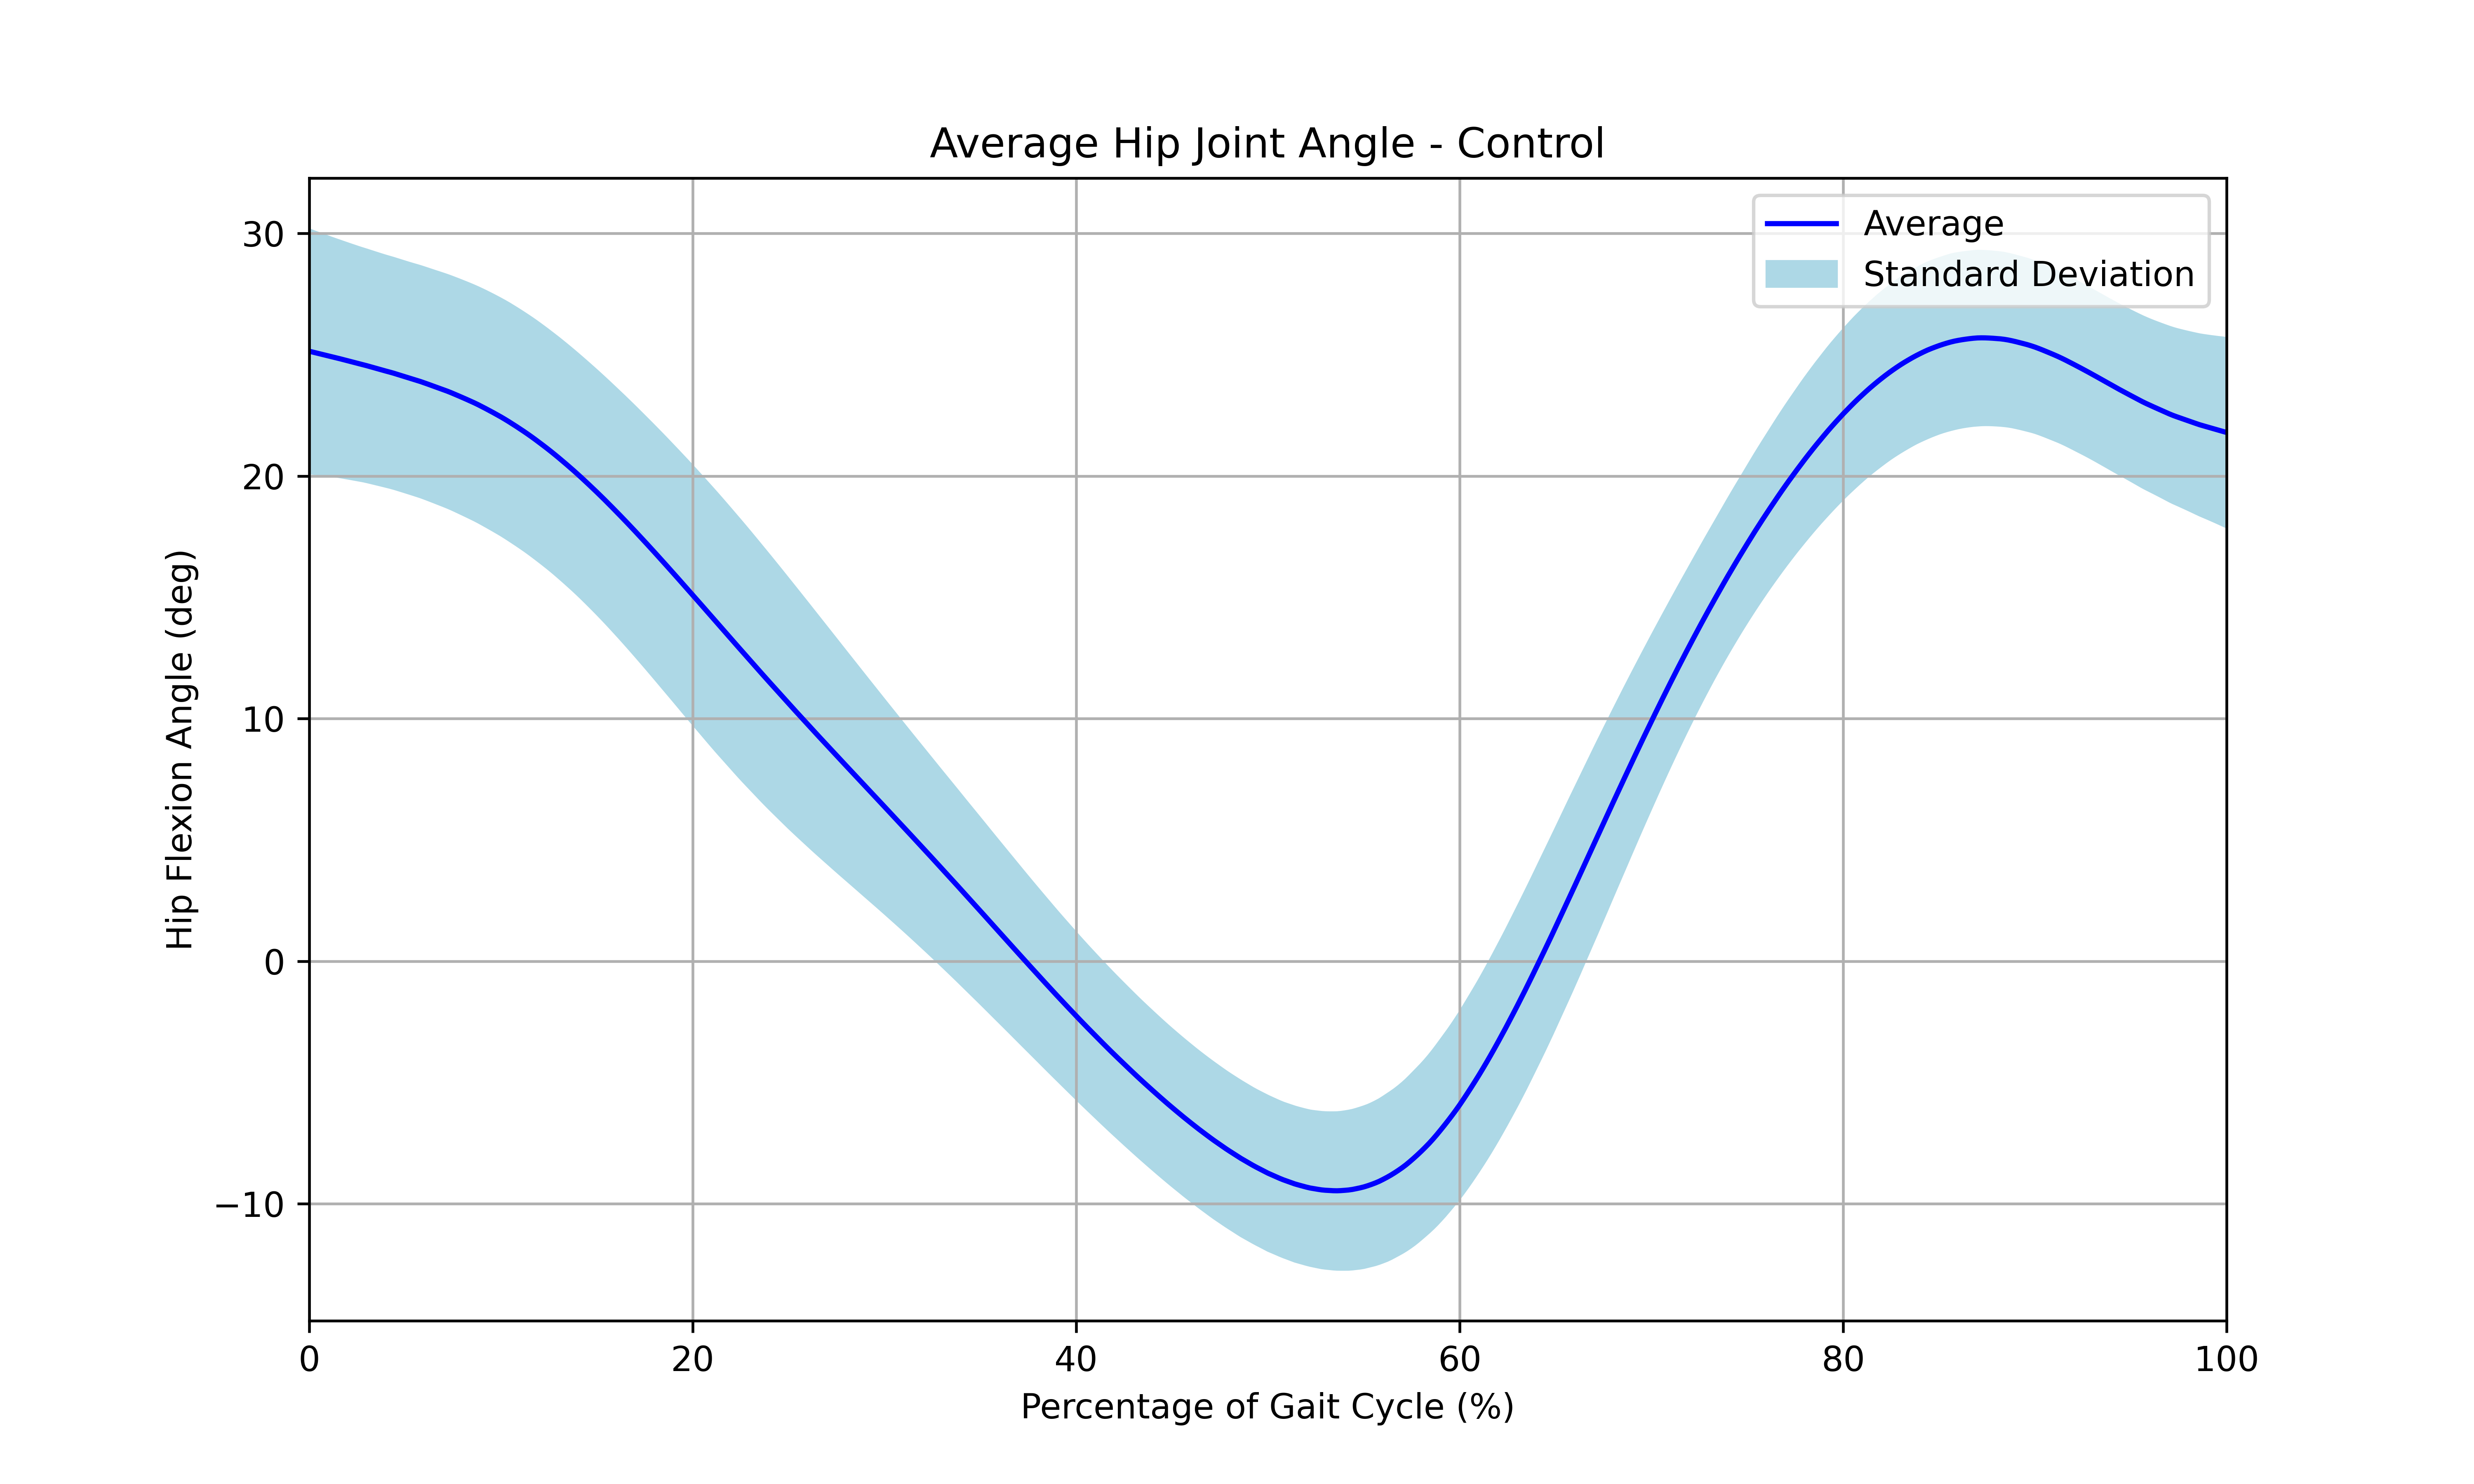 Average Hip Joint Angle - Control
Average
Standard Deviation
Hip Flexion Angle (deg)
30
20
10
0
−10
0 20 40 60 80 100
Percentage of Gait Cycle (%)